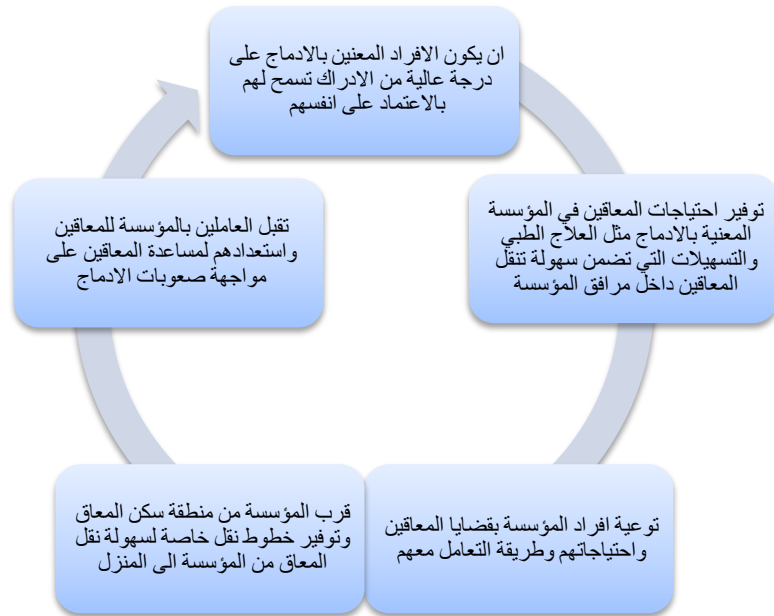 ان يكون الافراد المعنين بالادماج على
درجة عالية من الادراك تسمح لهم
بالاعتماد على انفسهم
توفير احتياجات المعاقين في المؤسسة
المعنية بالادماج مثل العلاج الطبي
والتسهيلات التي تضمن سهولة تنقل
المعاقين داخل مرافق المؤسسة
توعية افراد المؤسسة بقضايا المعاقين
واحتياجاتهم وطريقة التعامل معهم
قرب المؤسسة من منطقة سكن المعاق
وتوفير خطوط نقل خاصة لسهولة نقل
المعاق من المؤسسة الى المنزل
تقبل العاملين بالمؤسسة للمعاقين
واستعدادهم لمساعدة المعاقين على
مواجهة صعوبات الادماج